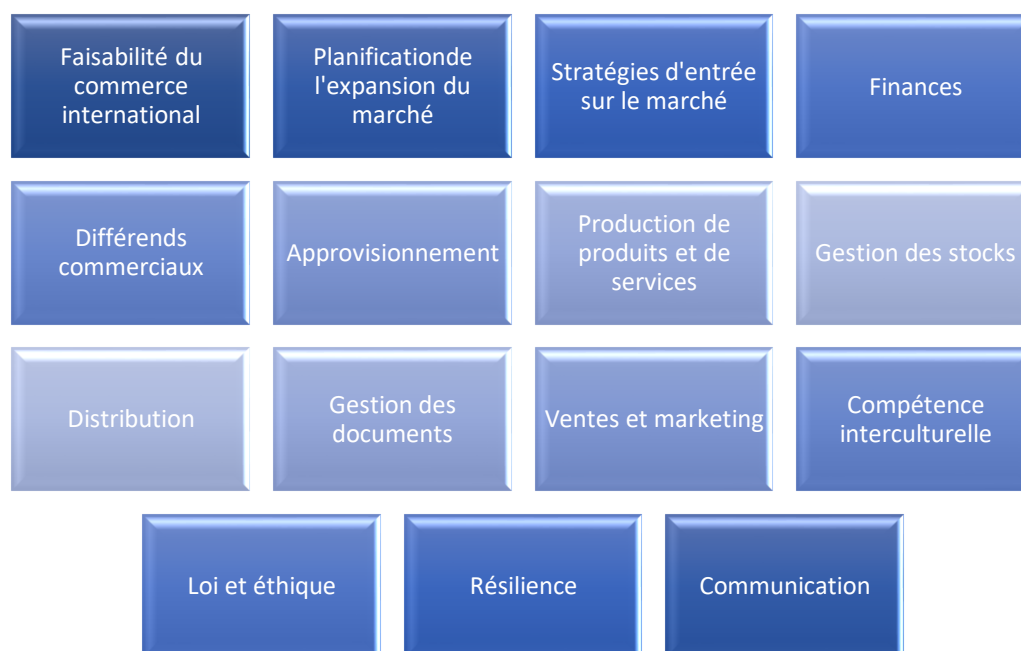 Faisabilité du
commerce
international
Planificationde
l'expansion du
marché
Stratégies d'entrée
sur le marché
Finances
Différends
commerciaux
Approvisionnement
Production de
produits et de
services
Gestion des stocks
Distribution
Gestion des
documents
Ventes et marketing
Compétence
interculturelle
Loi et éthique
Résilience
Communication